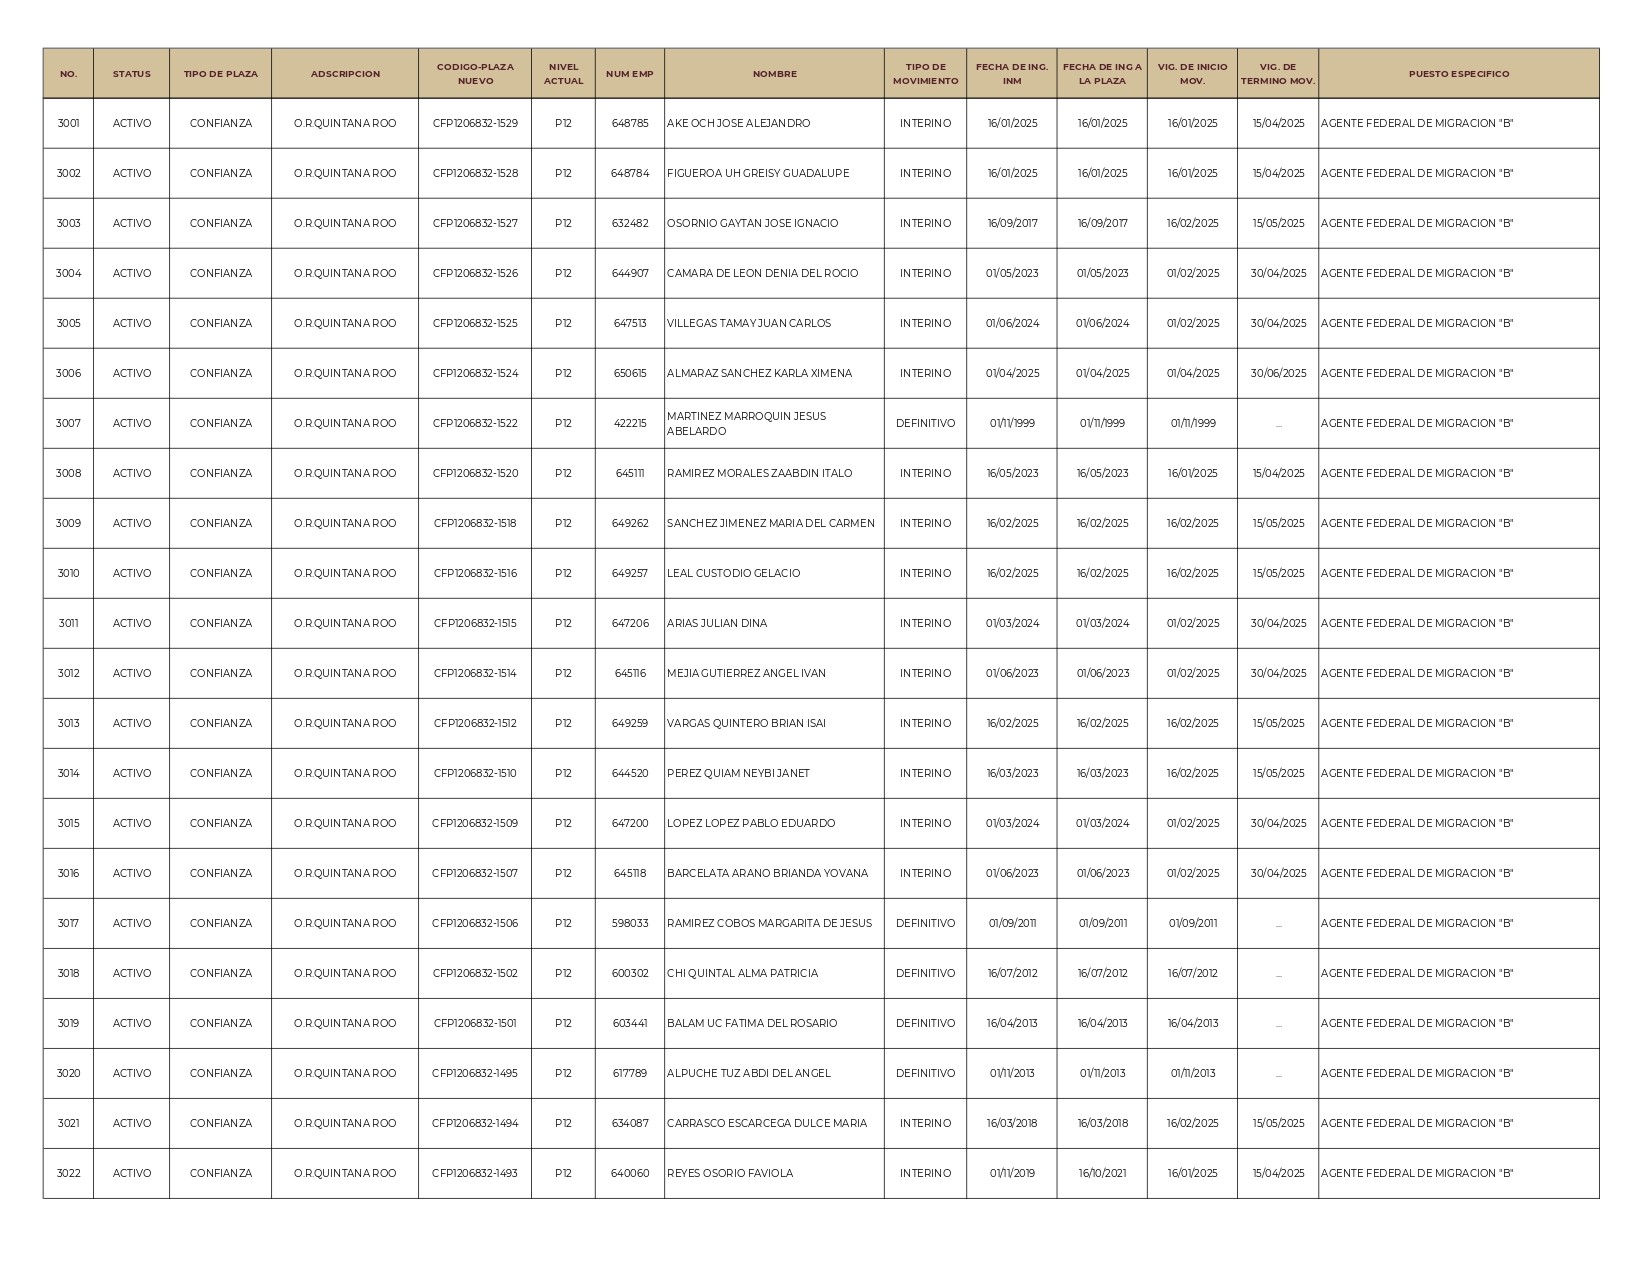 NO. STATUS TIPO DE PLAZA ADSCRIPCION CODIGO-PLAZA NUEVO NIVEL ACTUAL NUM EMP NOMBRE TIPO DE MOVIMIENTO FECHA DE ING. INM FECHA DE ING A LA PLAZA VIG. DE INICIO MOV. VIG. DE TERMINO MOV. PUESTO ESPECIFICO
3001 ACTIVO CONFIANZA O.R.QUINTANA ROO CFP1206832-1529 P12 648785 AKE OCH JOSE ALEJANDRO INTERINO 16/01/2025 16/01/2025 16/01/2025 15/04/2025 AGENTE FEDERAL DE MIGRACION "B"
3002 ACTIVO CONFIANZA O.R.QUINTANA ROO CFP1206832-1528 P12 648784 FIGUEROA UH GREISY GUADALUPE INTERINO 16/01/2025 16/01/2025 16/01/2025 15/04/2025 AGENTE FEDERAL DE MIGRACION "B"
3003 ACTIVO CONFIANZA O.R.QUINTANA ROO CFP1206832-1527 P12 632482 OSORNIO GAYTAN JOSE IGNACIO INTERINO 16/09/2017 16/09/2017 16/02/2025 15/05/2025 AGENTE FEDERAL DE MIGRACION "B"
3004 ACTIVO CONFIANZA O.R.QUINTANA ROO CFP1206832-1526 P12 644907 CAMARA DE LEON DENIA DEL ROCIO INTERINO 01/05/2023 01/05/2023 01/02/2025 30/04/2025 AGENTE FEDERAL DE MIGRACION "B"
3005 ACTIVO CONFIANZA O.R.QUINTANA ROO CFP1206832-1525 P12 647513 VILLEGAS TAMAY JUAN CARLOS INTERINO 01/06/2024 01/06/2024 01/02/2025 30/04/2025 AGENTE FEDERAL DE MIGRACION "B"
3006 ACTIVO CONFIANZA O.R.QUINTANA ROO CFP1206832-1524 P12 650615 ALMARAZ SANCHEZ KARLA XIMENA INTERINO 01/04/2025 01/04/2025 01/04/2025 30/06/2025 AGENTE FEDERAL DE MIGRACION "B"
3007 ACTIVO CONFIANZA O.R.QUINTANA ROO CFP1206832-1522 P12 422215 MARTINEZ MARROQUIN JESUS ABELARDO DEFINITIVO 01/11/1999 01/11/1999 01/11/1999 ... AGENTE FEDERAL DE MIGRACION "B"
3008 ACTIVO CONFIANZA O.R.QUINTANA ROO CFP1206832-1520 P12 645111 RAMIREZ MORALES ZAABDIN ITALO INTERINO 16/05/2023 16/05/2023 16/01/2025 15/04/2025 AGENTE FEDERAL DE MIGRACION "B"
3009 ACTIVO CONFIANZA O.R.QUINTANA ROO CFP1206832-1518 P12 649262 SANCHEZ JIMENEZ MARIA DEL CARMEN INTERINO 16/02/2025 16/02/2025 16/02/2025 15/05/2025 AGENTE FEDERAL DE MIGRACION "B"
3010 ACTIVO CONFIANZA O.R.QUINTANA ROO CFP1206832-1516 P12 649257 LEAL CUSTODIO GELACIO INTERINO 16/02/2025 16/02/2025 16/02/2025 15/05/2025 AGENTE FEDERAL DE MIGRACION "B"
3011 ACTIVO CONFIANZA O.R.QUINTANA ROO CFP1206832-1515 P12 647206 ARIAS JULIAN DINA INTERINO 01/03/2024 01/03/2024 01/02/2025 30/04/2025 AGENTE FEDERAL DE MIGRACION "B"
3012 ACTIVO CONFIANZA O.R.QUINTANA ROO CFP1206832-1514 P12 645116 MEJIA GUTIERREZ ANGEL IVAN INTERINO 01/06/2023 01/06/2023 01/02/2025 30/04/2025 AGENTE FEDERAL DE MIGRACION "B"
3013 ACTIVO CONFIANZA O.R.QUINTANA ROO CFP1206832-1512 P12 649259 VARGAS QUINTERO BRIAN ISAI INTERINO 16/02/2025 16/02/2025 16/02/2025 15/05/2025 AGENTE FEDERAL DE MIGRACION "B"
3014 ACTIVO CONFIANZA O.R.QUINTANA ROO CFP1206832-1510 P12 644520 PEREZ QUIAM NEYBI JANET INTERINO 16/03/2023 16/03/2023 16/02/2025 15/05/2025 AGENTE FEDERAL DE MIGRACION "B"
3015 ACTIVO CONFIANZA O.R.QUINTANA ROO CFP1206832-1509 P12 647200 LOPEZ LOPEZ PABLO EDUARDO INTERINO 01/03/2024 01/03/2024 01/02/2025 30/04/2025 AGENTE FEDERAL DE MIGRACION "B"
3016 ACTIVO CONFIANZA O.R.QUINTANA ROO CFP1206832-1507 P12 645118 BARCELATA ARANO BRIANDA YOVANA INTERINO 01/06/2023 01/06/2023 01/02/2025 30/04/2025 AGENTE FEDERAL DE MIGRACION "B"
3017 ACTIVO CONFIANZA O.R.QUINTANA ROO CFP1206832-1506 P12 598033 RAMIREZ COBOS MARGARITA DE JESUS DEFINITIVO 01/09/2011 01/09/2011 01/09/2011 ... AGENTE FEDERAL DE MIGRACION "B"
3018 ACTIVO CONFIANZA O.R.QUINTANA ROO CFP1206832-1502 P12 600302 CHI QUINTAL ALMA PATRICIA DEFINITIVO 16/07/2012 16/07/2012 16/07/2012 ... AGENTE FEDERAL DE MIGRACION "B"
3019 ACTIVO CONFIANZA O.R.QUINTANA ROO CFP1206832-1501 P12 603441 BALAM UC FATIMA DEL ROSARIO DEFINITIVO 16/04/2013 16/04/2013 16/04/2013 ... AGENTE FEDERAL DE MIGRACION "B"
3020 ACTIVO CONFIANZA O.R.QUINTANA ROO CFP1206832-1495 P12 617789 ALPUCHE TUZ ABDI DEL ANGEL DEFINITIVO 01/11/2013 01/11/2013 01/11/2013 ... AGENTE FEDERAL DE MIGRACION "B"
3021 ACTIVO CONFIANZA O.R.QUINTANA ROO CFP1206832-1494 P12 634087 CARRASCO ESCARCEGA DULCE MARIA INTERINO 16/03/2018 16/03/2018 16/02/2025 15/05/2025 AGENTE FEDERAL DE MIGRACION "B"
3022 ACTIVO CONFIANZA O.R.QUINTANA ROO CFP1206832-1493 P12 640060 REYES OSORIO FAVIOLA INTERINO 01/11/2019 16/10/2021 16/01/2025 15/04/2025 AGENTE FEDERAL DE MIGRACION "B"